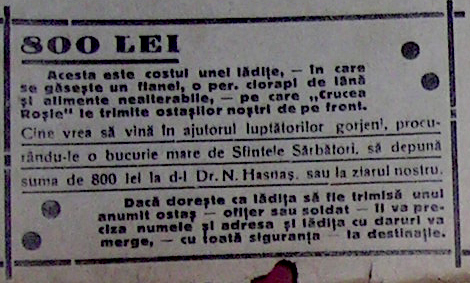 800 LEI
Acesta este costul unei lădițe, — în care
se găsește un flanel, o per. ciorapi de lână
și alimente nealterabile, — pe care „Crucea
Roșie" le trimite ostașilor noștri de pe front.
Cine vrea să vină în ajutorul luptătorilor gorjeni, procu-
rându-le o bucurie mare de Sfintele Sărbători, să depună
suma de 800 lei la d-l Dr. N. Hasnaș, sau la ziarul nostru.
Dacă dorește ca lădița să fie trimisă unui
anumit ostaș — ofițer sau soldat — îi va pre-
ciza numele și adresa și lădița cu daruri va
merge, — cu toată siguranța — la destinație.